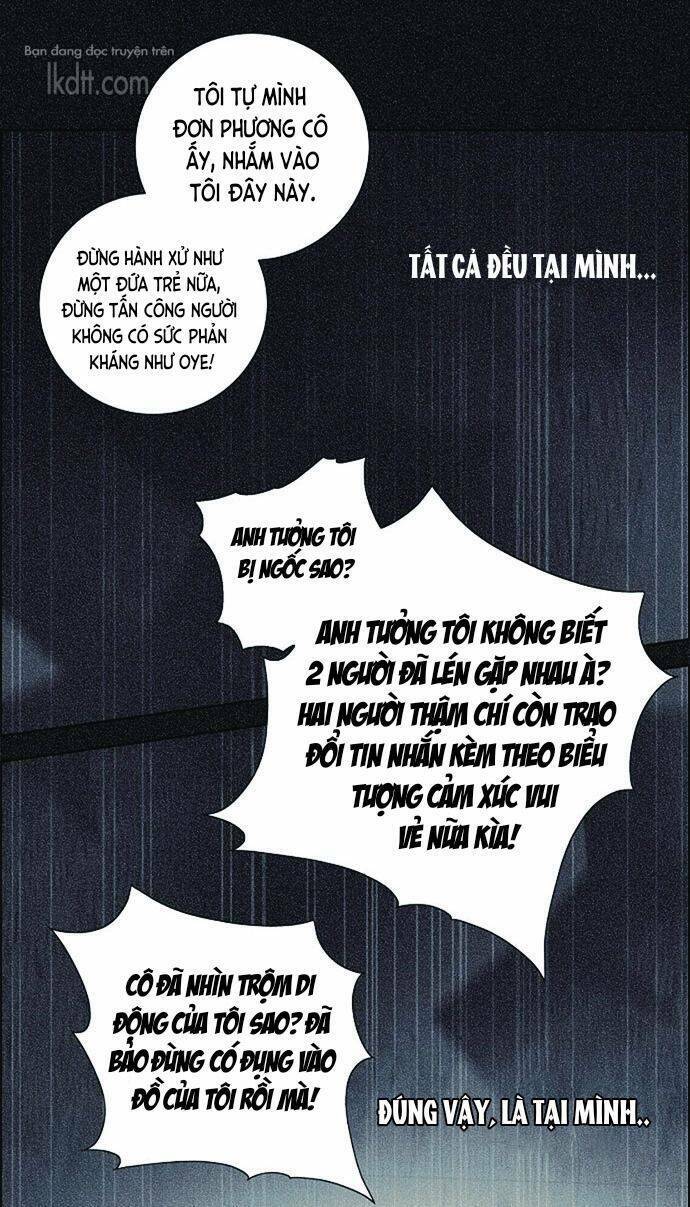 Bạn đang đọc truyện trên
lkdtt.com
TÔI TỰ MÌNH
ĐƠN PHƯƠNG CÔ
ẤY, NHẮM VÀO
TÔI ĐÂY NÀY.
ĐỪNG HÀNH XỬ NHƯ
MỘT ĐỨA TRẺ NỮA,
ĐỪNG TẤN CÔNG NGƯỜI
KHÔNG CÓ SỨC PHẢN
KHÁNG NHƯ OYE!
TẤT CẢ ĐỀU TẠI MÌNH...
ANH TƯỞNG TÔI
BỊ NGỐC SAO?
ANH TƯỞNG TÔI KHÔNG BIẾT
2 NGƯỜI ĐÃ LÉN GẶP NHAU À?
HAI NGƯỜI THẬM CHÍ CÒN TRAO
ĐỔI TIN NHẮN KÈM THEO BIỂU
TƯỢNG CẢM XÚC VUI
VẺ NỮA KÌA!
CÔ ĐÃ NHÌN TRỘM DI
ĐỘNG CỦA TÔI SAO? ĐÃ
BẢO ĐỪNG CÓ ĐỤNG VÀO
ĐỒ CỦA TÔI RỒI MÀ!
ĐÚNG VẬY, LÀ TẠI MÌNH..